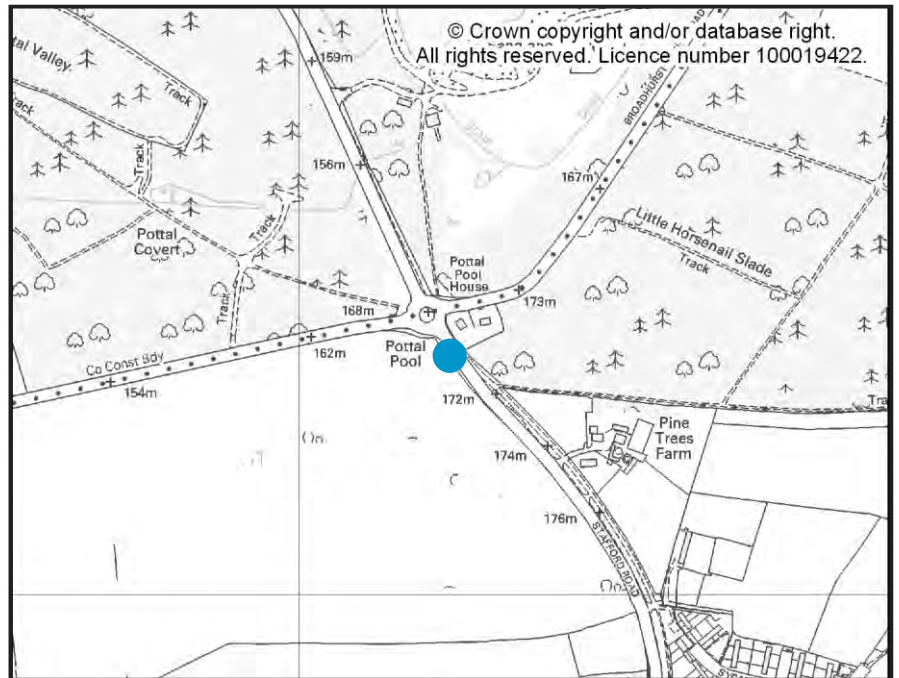 © Crown copyright and/or database right.
All rights reserved. Licence number 100019422.
Valley.
159m
Track
BROADHURST
156m
Track
167m
Pottal
Covert
Track
Little Horsenail Slade
Track
Pottal
Pool
House
173m
Track
168m
Pottal
Pool
162m
Co Const Bdy
154m
172m
Pine
Trees
Farm
174m
176m
STAFFORD ROAD